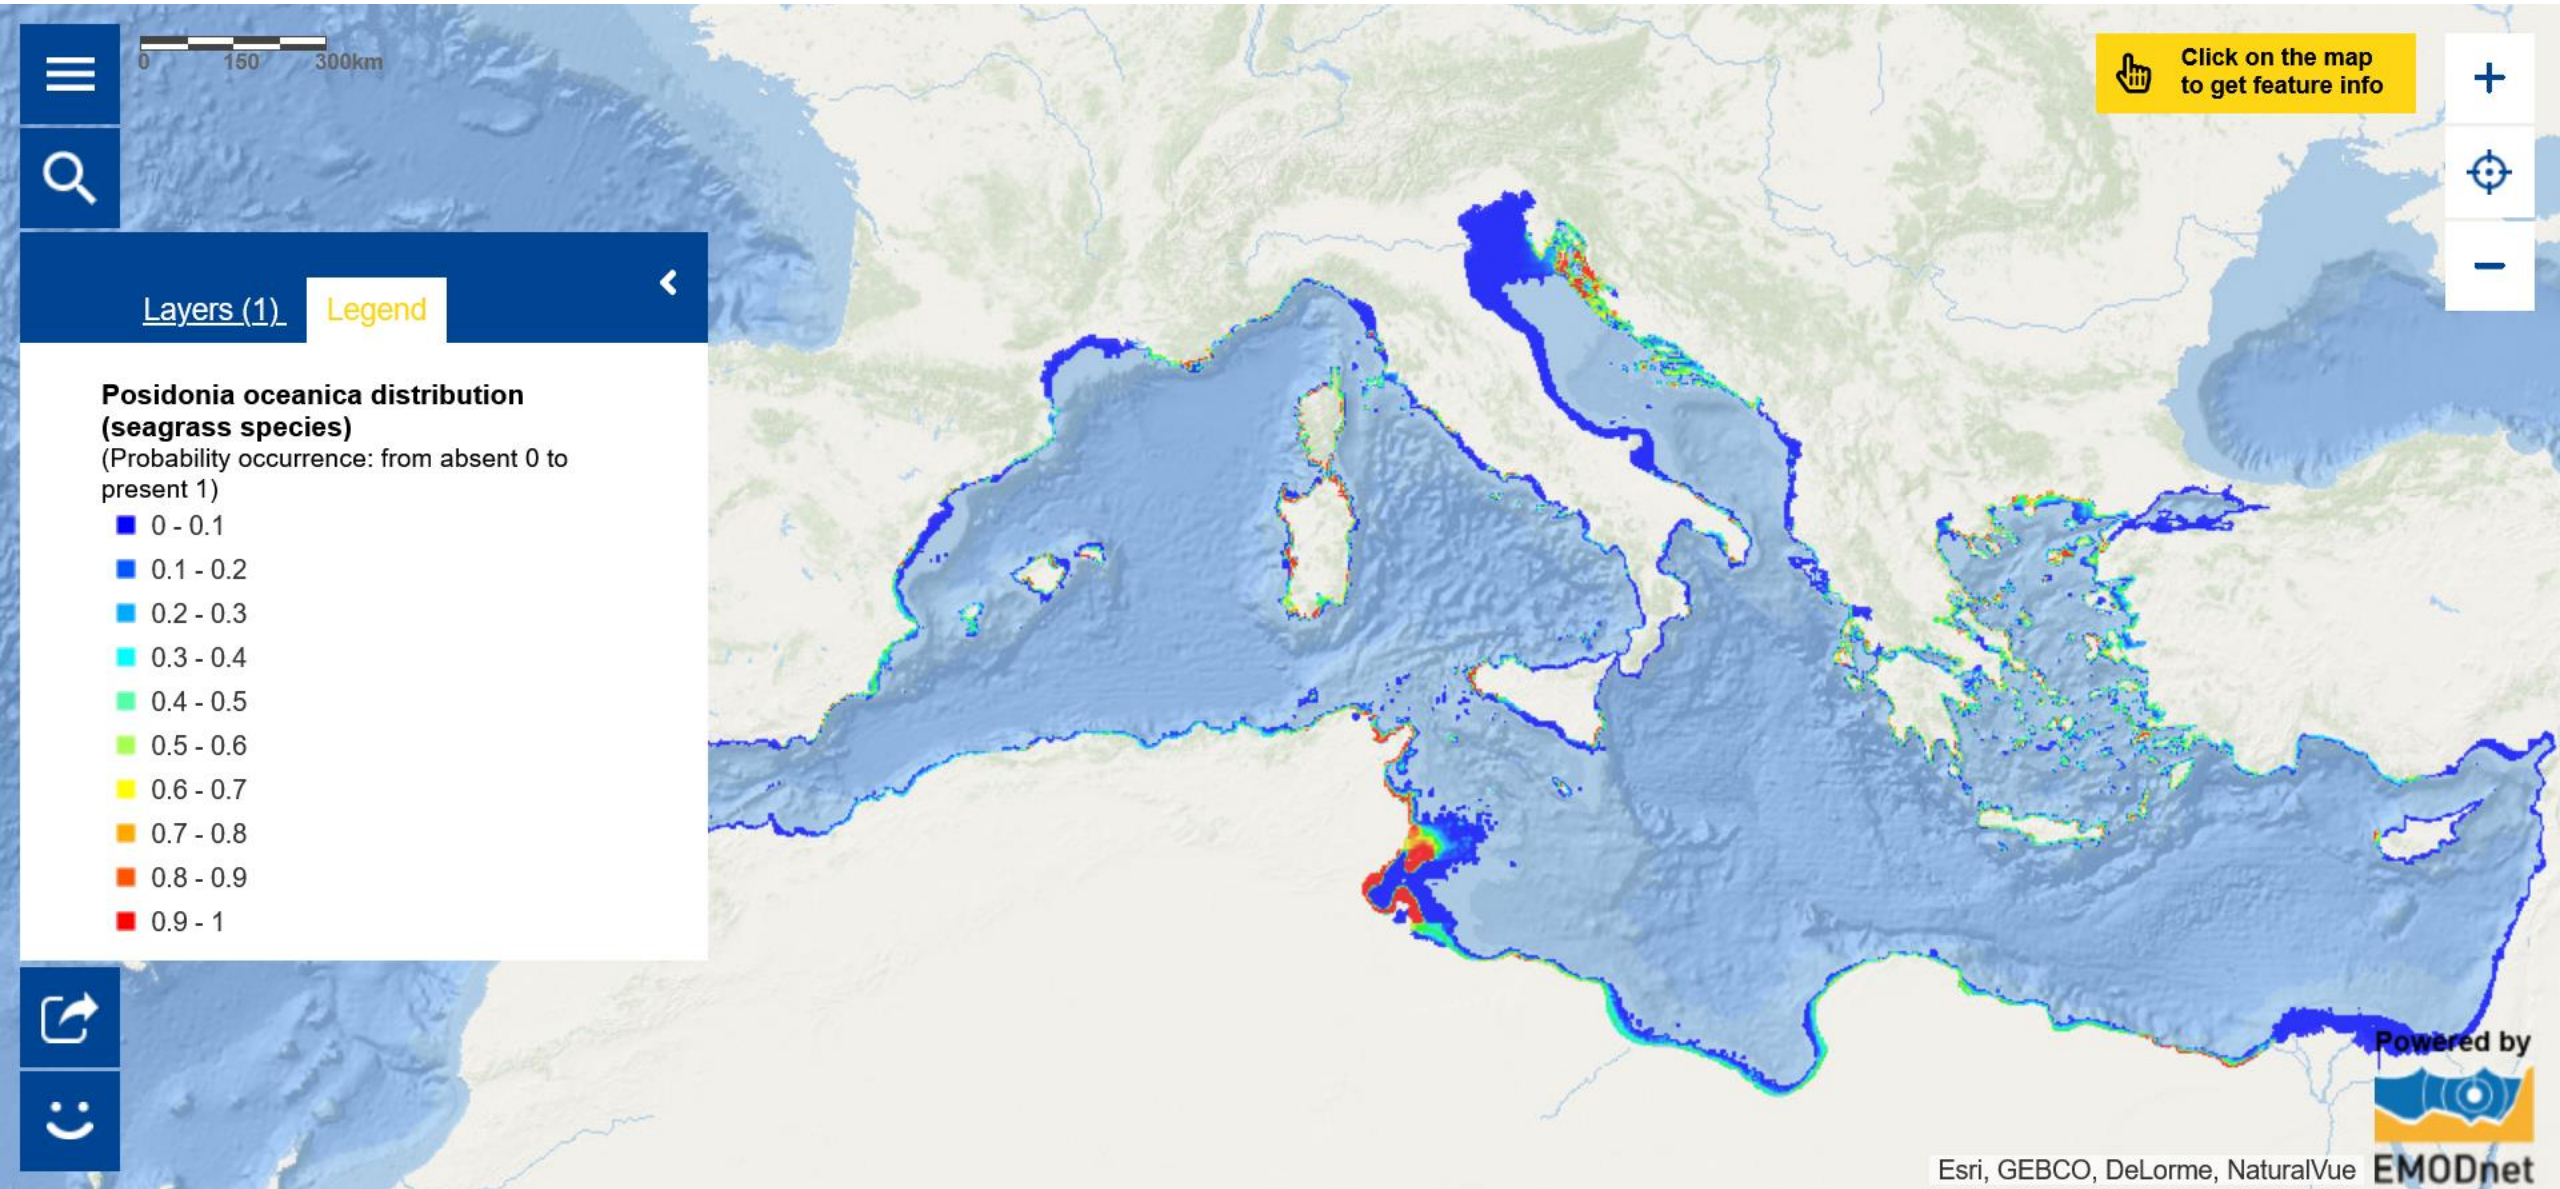 0 150 300km
Click on the map
to get feature info
Layers (1)
Legend
Posidonia oceanica distribution
(seagrass species)
(Probability occurrence: from absent 0 to
present 1)
0 - 0.1
0.1 - 0.2
0.2 - 0.3
0.3 - 0.4
0.4 - 0.5
0.5 - 0.6
0.6 - 0.7
0.7 - 0.8
0.8 - 0.9
0.9 - 1
Powered by
EMODnet
Esri, GEBCO, DeLorme, NaturalVue